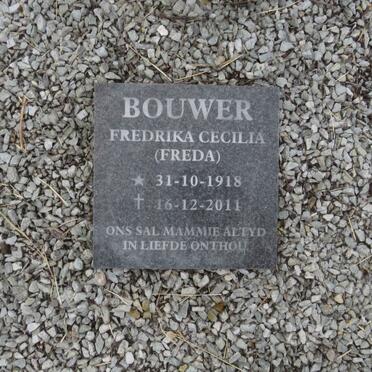 BOUWER
FREDRIKA CECILIA
(FREDA)
★ 31-10-1918
✝ 16-12-2011
ONS SAL MAMMIE ALTYD
IN LIEFDE ONTHOU